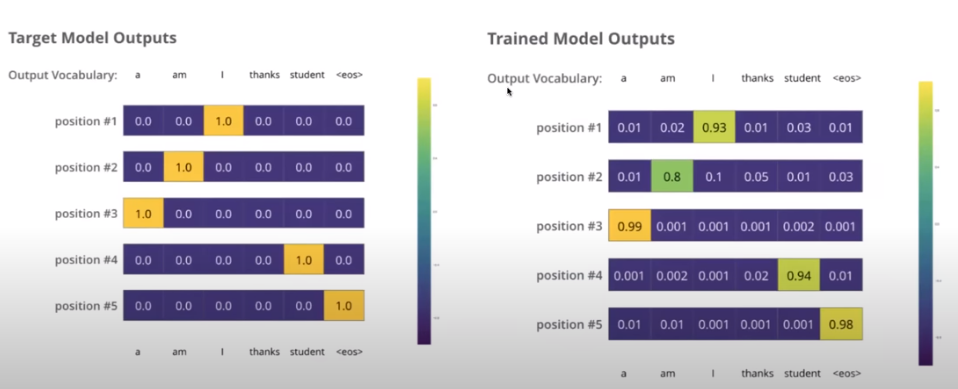 Target Model Outputs
Output Vocabulary: a am I thanks student <eos>
position #1 0.0 0.0 1.0 0.0 0.0 0.0
position #2 0.0 1.0 0.0 0.0 0.0 0.0
position #3 1.0 0.0 0.0 0.0 0.0 0.0
position #4 0.0 0.0 0.0 0.0 1.0 0.0
position #5 0.0 0.0 0.0 0.0 0.0 1.0
a am I thanks student <eos>
Trained Model Outputs
Output Vocabulary: a am I thanks student <eos>
position #1 0.01 0.02 0.93 0.01 0.03 0.01
position #2 0.01 0.8 0.1 0.05 0.01 0.03
position #3 0.99 0.001 0.001 0.001 0.002 0.001
position #4 0.001 0.002 0.001 0.02 0.94 0.01
position #5 0.01 0.01 0.001 0.001 0.001 0.98
a am I thanks student <eos>